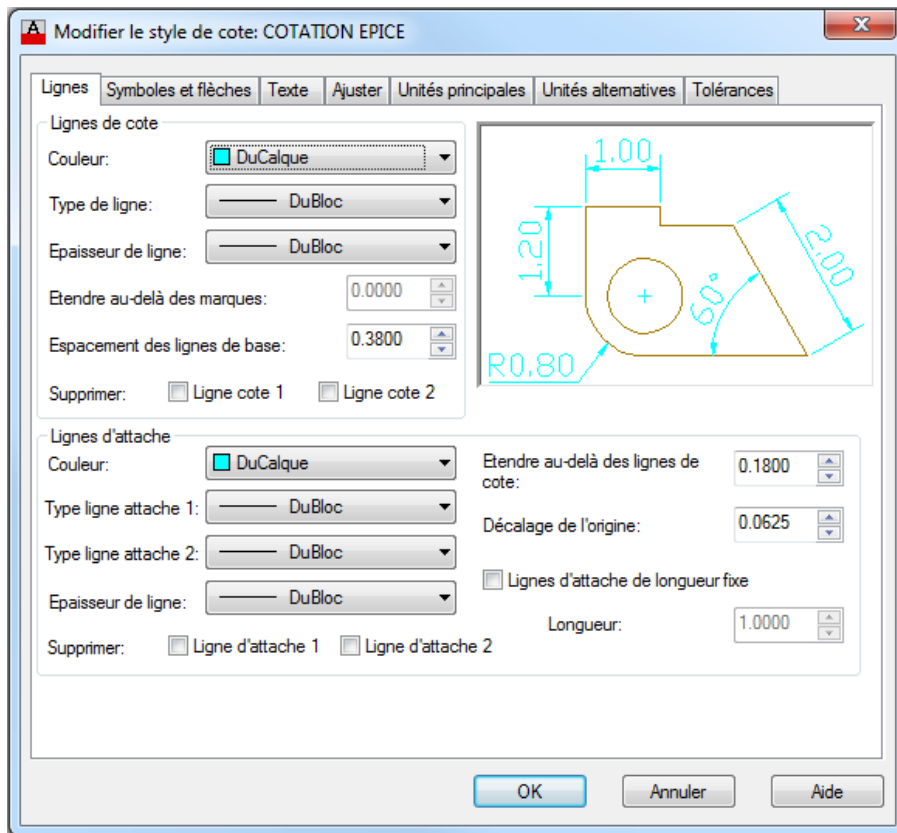 Modifier le style de cote: COTATION EPICE
Lignes
Symboles et flèches
Texte
Ajuster
Unités principales
Unités alternatives
Tolérances
Lignes de cote
Couleur:
DuCalque
Type de ligne:
DuBloc
Epaisseur de ligne:
DuBloc
Etendre au-delà des marques:
0.0000
Espacement des lignes de base:
0.3800
Supprimer:
Ligne cote 1
Ligne cote 2
1.00
1.20
2.00
60°
R0.80
Lignes d'attache
Couleur:
DuCalque
Type ligne attache 1:
DuBloc
Type ligne attache 2:
DuBloc
Epaisseur de ligne:
DuBloc
Supprimer:
Ligne d'attache 1
Ligne d'attache 2
Etendre au-delà des lignes de
cote:
0.1800
Décalage de l'origine:
0.0625
Lignes d'attache de longueur fixe
Longueur:
1.0000
OK
Annuler
Aide